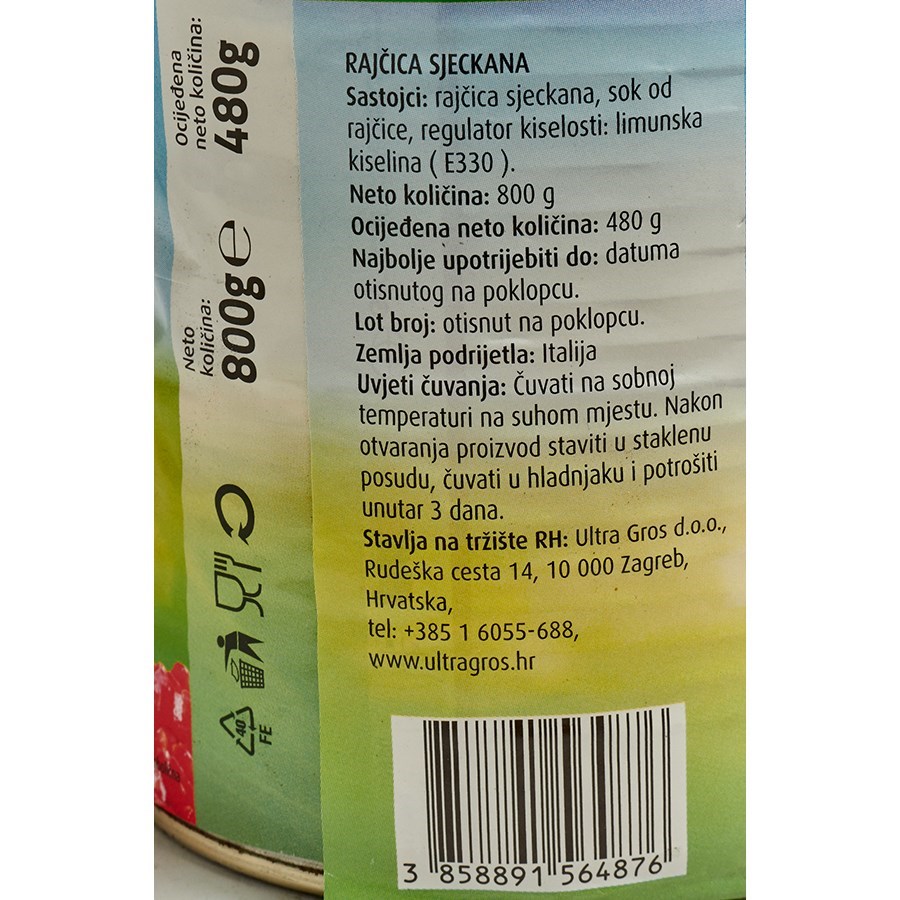 Ocijeđena
neto količina:
480g
Neto
količina:
800g ℮
40
FE
RAJČICA SJECKANA
Sastojci: rajčica sjeckana, sok od
rajčice, regulator kiselosti: limunska
kiselina ( E330 ).
Neto količina: 800 g
Ocijeđena neto količina: 480 g
Najbolje upotrijebiti do: datuma
otisnutog na poklopcu.
Lot broj: otisnut na poklopcu.
Zemlja podrijetla: Italija
Uvjeti čuvanja: Čuvati na sobnoj
temperaturi na suhom mjestu. Nakon
otvaranja proizvod staviti u staklenu
posudu, čuvati u hladnjaku i potrošiti
unutar 3 dana.
Stavlja na tržište RH: Ultra Gros d.o.o.,
Rudeška cesta 14, 10 000 Zagreb,
Hrvatska,
tel: +385 1 6055-688,
www.ultragros.hr
3 858891 564876